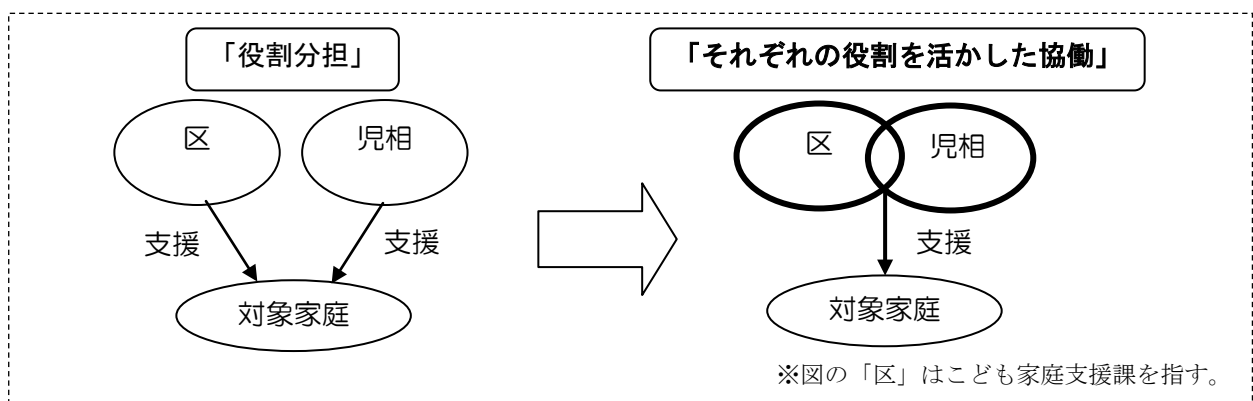 「役割分担」
区
児相
支援
支援
対象家庭
「それぞれの役割を活かした協働」
区
児相
支援
対象家庭
※図の「区」はこども家庭支援課を指す。